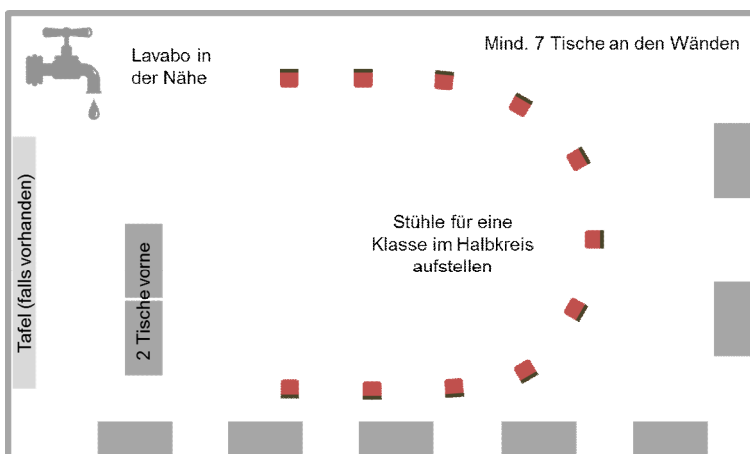 Lavabo in
der Nähe
Mind. 7 Tische an den Wänden
Tafel (falls vorhanden)
2 Tische vorne
Stühle für eine
Klasse im Halbkreis
aufstellen